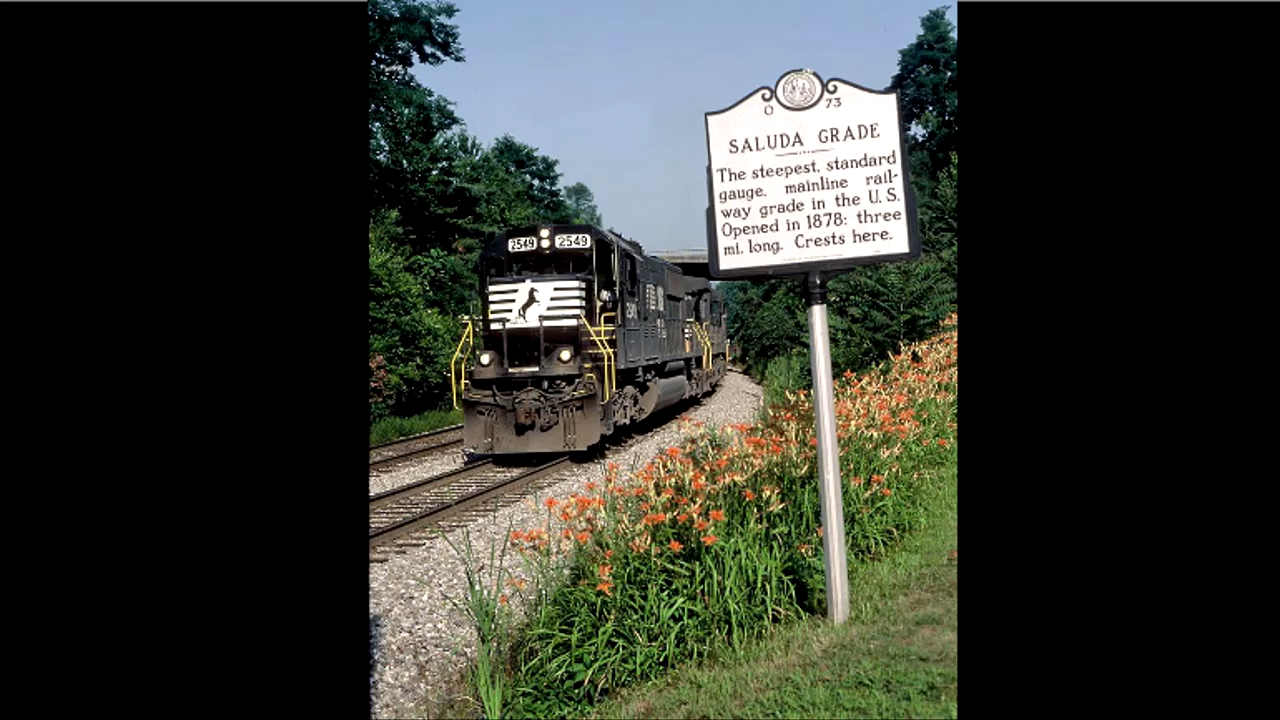 O 73
SALUDA GRADE
The steepest, standard
gauge, mainline rail-
way grade in the U. S.
Opened in 1878; three
mi. long. Crests here.
2549 2549